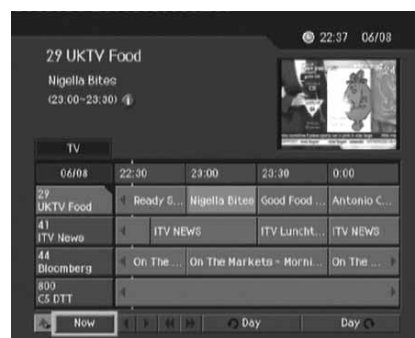 22:37 06/08
29 UKTV Food
Nigella Bites
(23:00~23:30)
TV
06/08 22:30 23:00 23:30 0:00
29 UKTV Food Ready S... Nigella Bites Good Food ... Antonio C...
41 ITV News ITV NEWS ITV Luncht... ITV NEWS
44 Bloomberg On The ... On The Markets - Morni... On The ...
800 CS DTT
Now Day Day